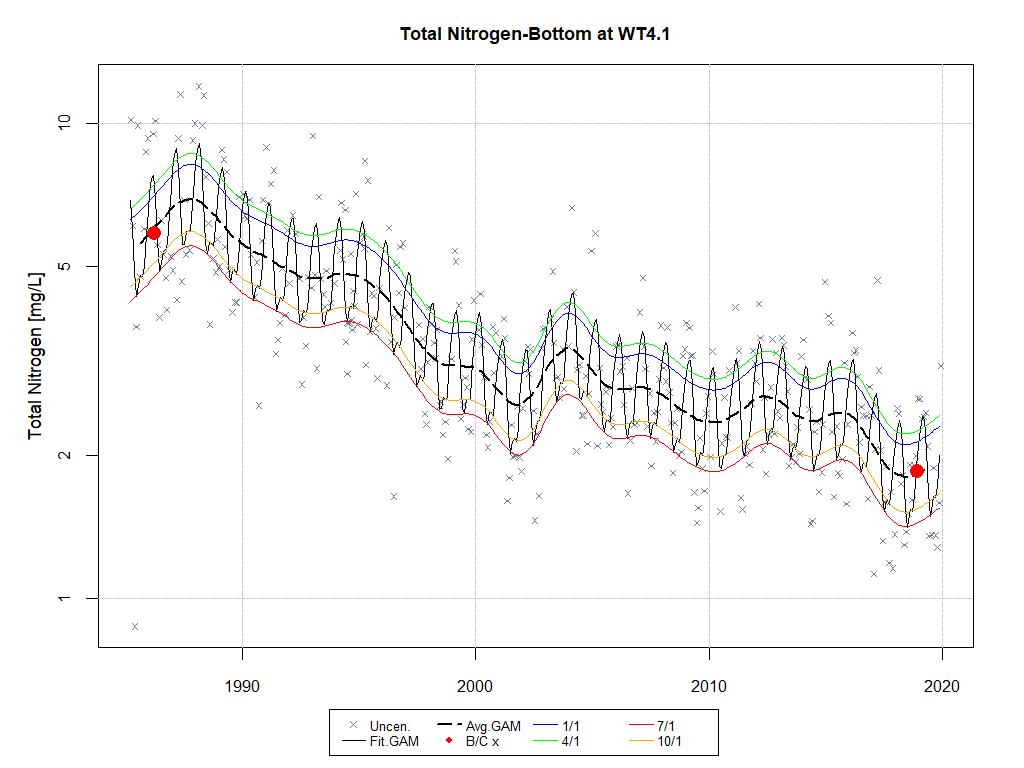 Total Nitrogen-Bottom at WT4.1
Total Nitrogen [mg/L]
10
5
2
1
1990 2000 2010 2020
Uncen. Avg.GAM 1/1 7/1
Fit.GAM B/C x 4/1 10/1